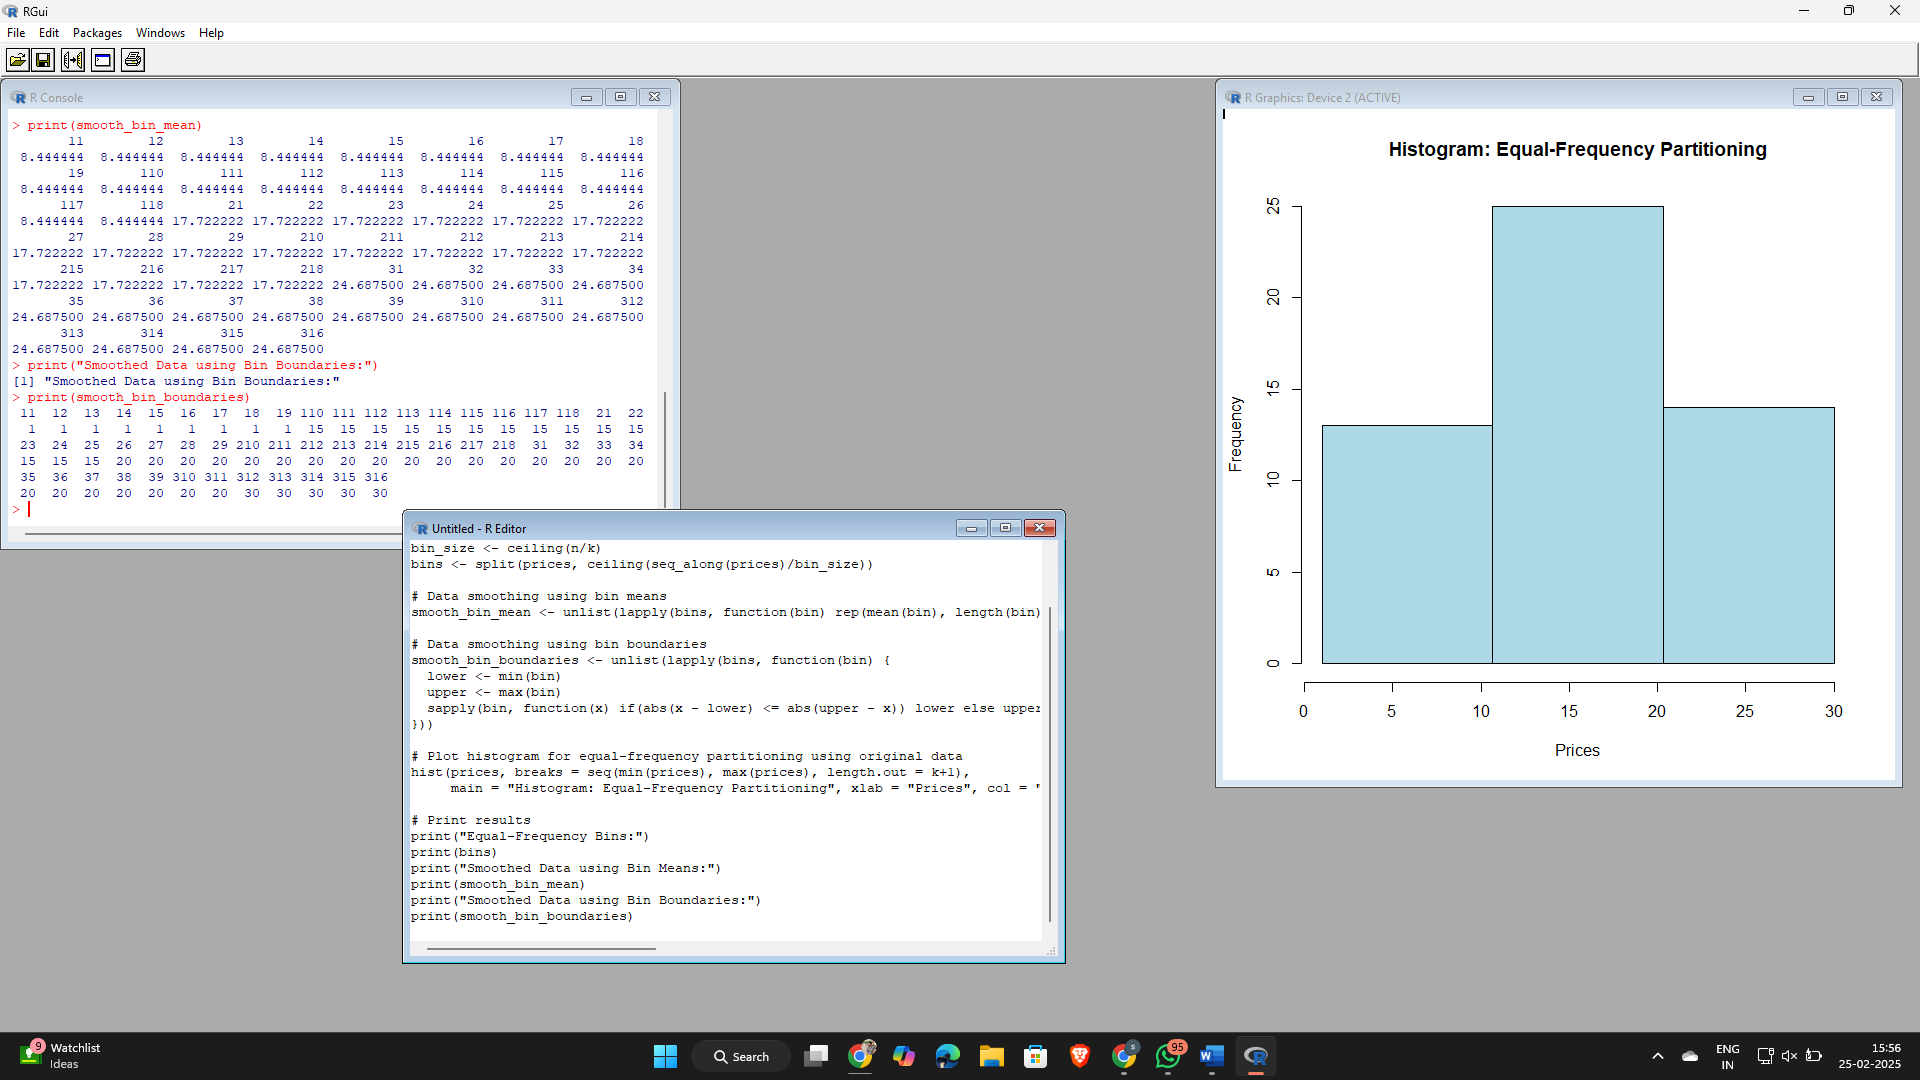 RGui
File Edit Packages Windows Help
R Console
> print(smooth_bin_mean)
11 12 13 14 15 16 17 18
8.444444 8.444444 8.444444 8.444444 8.444444 8.444444 8.444444 8.444444
19 110 111 112 113 114 115 116
8.444444 8.444444 8.444444 8.444444 8.444444 8.444444 8.444444 8.444444
117 118 21 22 23 24 25 26
8.444444 8.444444 17.722222 17.722222 17.722222 17.722222 17.722222 17.722222
27 28 29 210 211 212 213 214
17.722222 17.722222 17.722222 17.722222 17.722222 17.722222 17.722222 17.722222
215 216 217 218 31 32 33 34
17.722222 17.722222 17.722222 17.722222 24.687500 24.687500 24.687500 24.687500
35 36 37 38 39 310 311 312
24.687500 24.687500 24.687500 24.687500 24.687500 24.687500 24.687500 24.687500
313 314 315 316
24.687500 24.687500 24.687500 24.687500
> print("Smoothed Data using Bin Boundaries:")
[1] "Smoothed Data using Bin Boundaries:"
> print(smooth_bin_boundaries)
11 12 13 14 15 16 17 18 19 110 111 112 113 114 115 116 117 118 21 22
1 1 1 1 1 1 1 1 1 15 15 15 15 15 15 15 15 15 15 15
23 24 25 26 27 28 29 210 211 212 213 214 215 216 217 218 31 32 33 34
15 15 15 20 20 20 20 20 20 20 20 20 20 20 20 20 20 20 20 20
35 36 37 38 39 310 311 312 313 314 315 316
20 20 20 20 20 20 20 30 30 30 30 30
>
Untitled - R Editor
bin_size <- ceiling(n/k)
bins <- split(prices, ceiling(seq_along(prices)/bin_size))
# Data smoothing using bin means
smooth_bin_mean <- unlist(lapply(bins, function(bin) rep(mean(bin), length(bin)
# Data smoothing using bin boundaries
smooth_bin_boundaries <- unlist(lapply(bins, function(bin) {
lower <- min(bin)
upper <- max(bin)
sapply(bin, function(x) if(abs(x - lower) <= abs(upper - x)) lower else upper
}))
# Plot histogram for equal-frequency partitioning using original data
hist(prices, breaks = seq(min(prices), max(prices), length.out = k+1),
main = "Histogram: Equal-Frequency Partitioning", xlab = "Prices", col = "
# Print results
print("Equal-Frequency Bins:")
print(bins)
print("Smoothed Data using Bin Means:")
print(smooth_bin_mean)
print("Smoothed Data using Bin Boundaries:")
print(smooth_bin_boundaries)
R Graphics: Device 2 (ACTIVE)
Histogram: Equal-Frequency Partitioning
25
20
15
10
5
0
Frequency
0 5 10 15 20 25 30
Prices
9
Watchlist
Ideas
Search
S
95
ENG
IN
15:56
25-02-2025